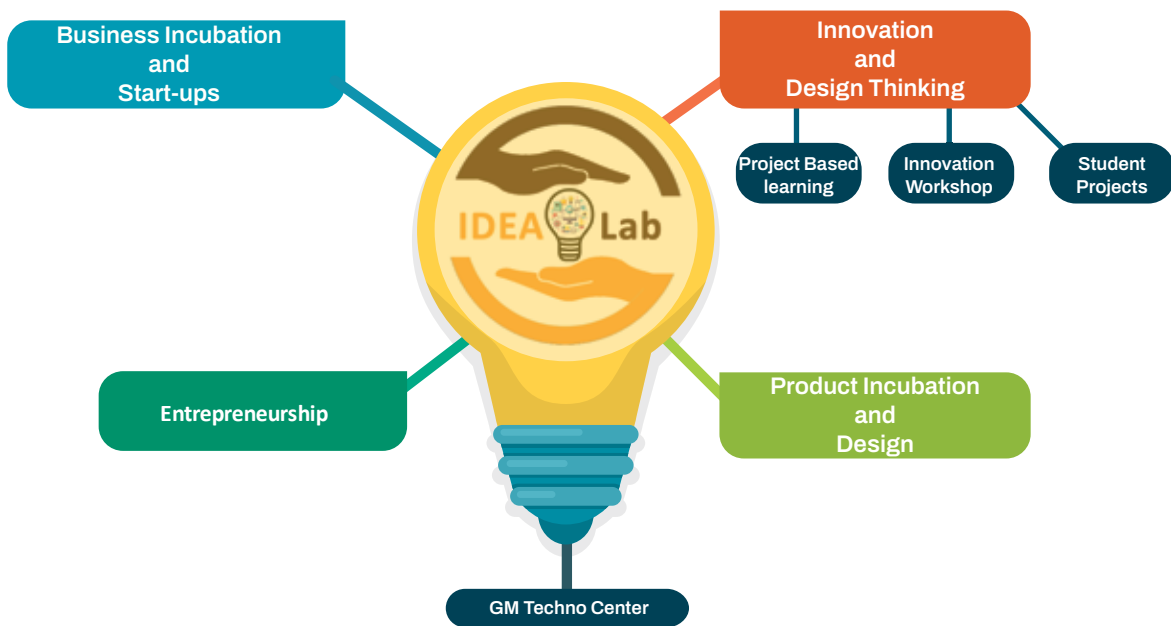 Business Incubation
and
Start-ups
Innovation
and
Design Thinking
Project Based
learning
Innovation
Workshop
Student
Projects
IDEA Lab
Entrepreneurship
Product Incubation
and
Design
GM Techno Center